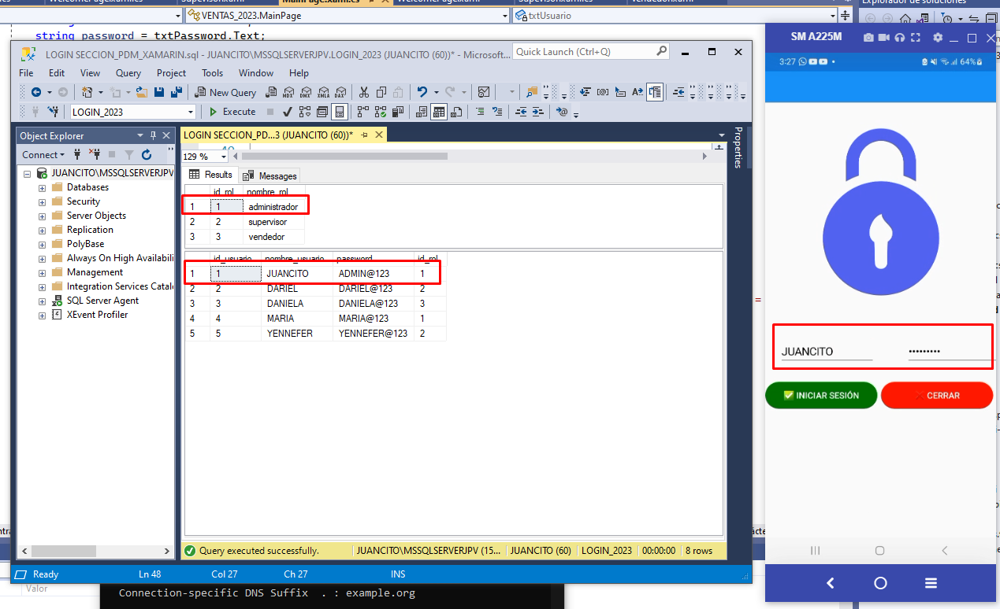 VENTAS_2023.MainPage
txtUsuario
Explorador de soluciones
string password = txtPassword.Text;
LOGIN SECCION_PDM_XAMARIN.sql - JUANCITO\MSSQLSERVERJPV.LOGIN_2023 (JUANCITO (60))* - Microsoft...
Quick Launch (Ctrl+Q)
File Edit View Query Project Tools Window Help
New Query
MDX DMX XMLA DAX
LOGIN_2023
Execute
Object Explorer
LOGIN SECCION_PD...3 (JUANCITO (60))*
Properties
Connect
129 %
JUANCITO\MSSQLSERVERJPV
Databases
Security
Server Objects
Replication
PolyBase
Always On High Availabili
Management
Integration Services Catal
SQL Server Agent
XEvent Profiler
Results Messages
id_rol nombre_rol
1 1 administrador
2 2 supervisor
3 3 vendedor
id_usuario nombre_usuario password id_rol
1 1 JUANCITO ADMIN@123 1
2 2 DARIEL DARIEL@123 2
3 3 DANIELA DANIELA@123 3
4 4 MARIA MARIA@123 1
5 5 YENNEFER YENNEFER@123 2
Query executed successfully.
JUANCITO\MSSQLSERVERJPV (15... JUANCITO (60) LOGIN_2023 00:00:00 8 rows
Ready Ln 48 Col 27 Ch 27 INS
Valor
Connection-specific DNS Suffix . : example.org
SM A225M
3:27
64%
JUANCITO
•••••••••
✅ INICIAR SESIÓN
CERRAR